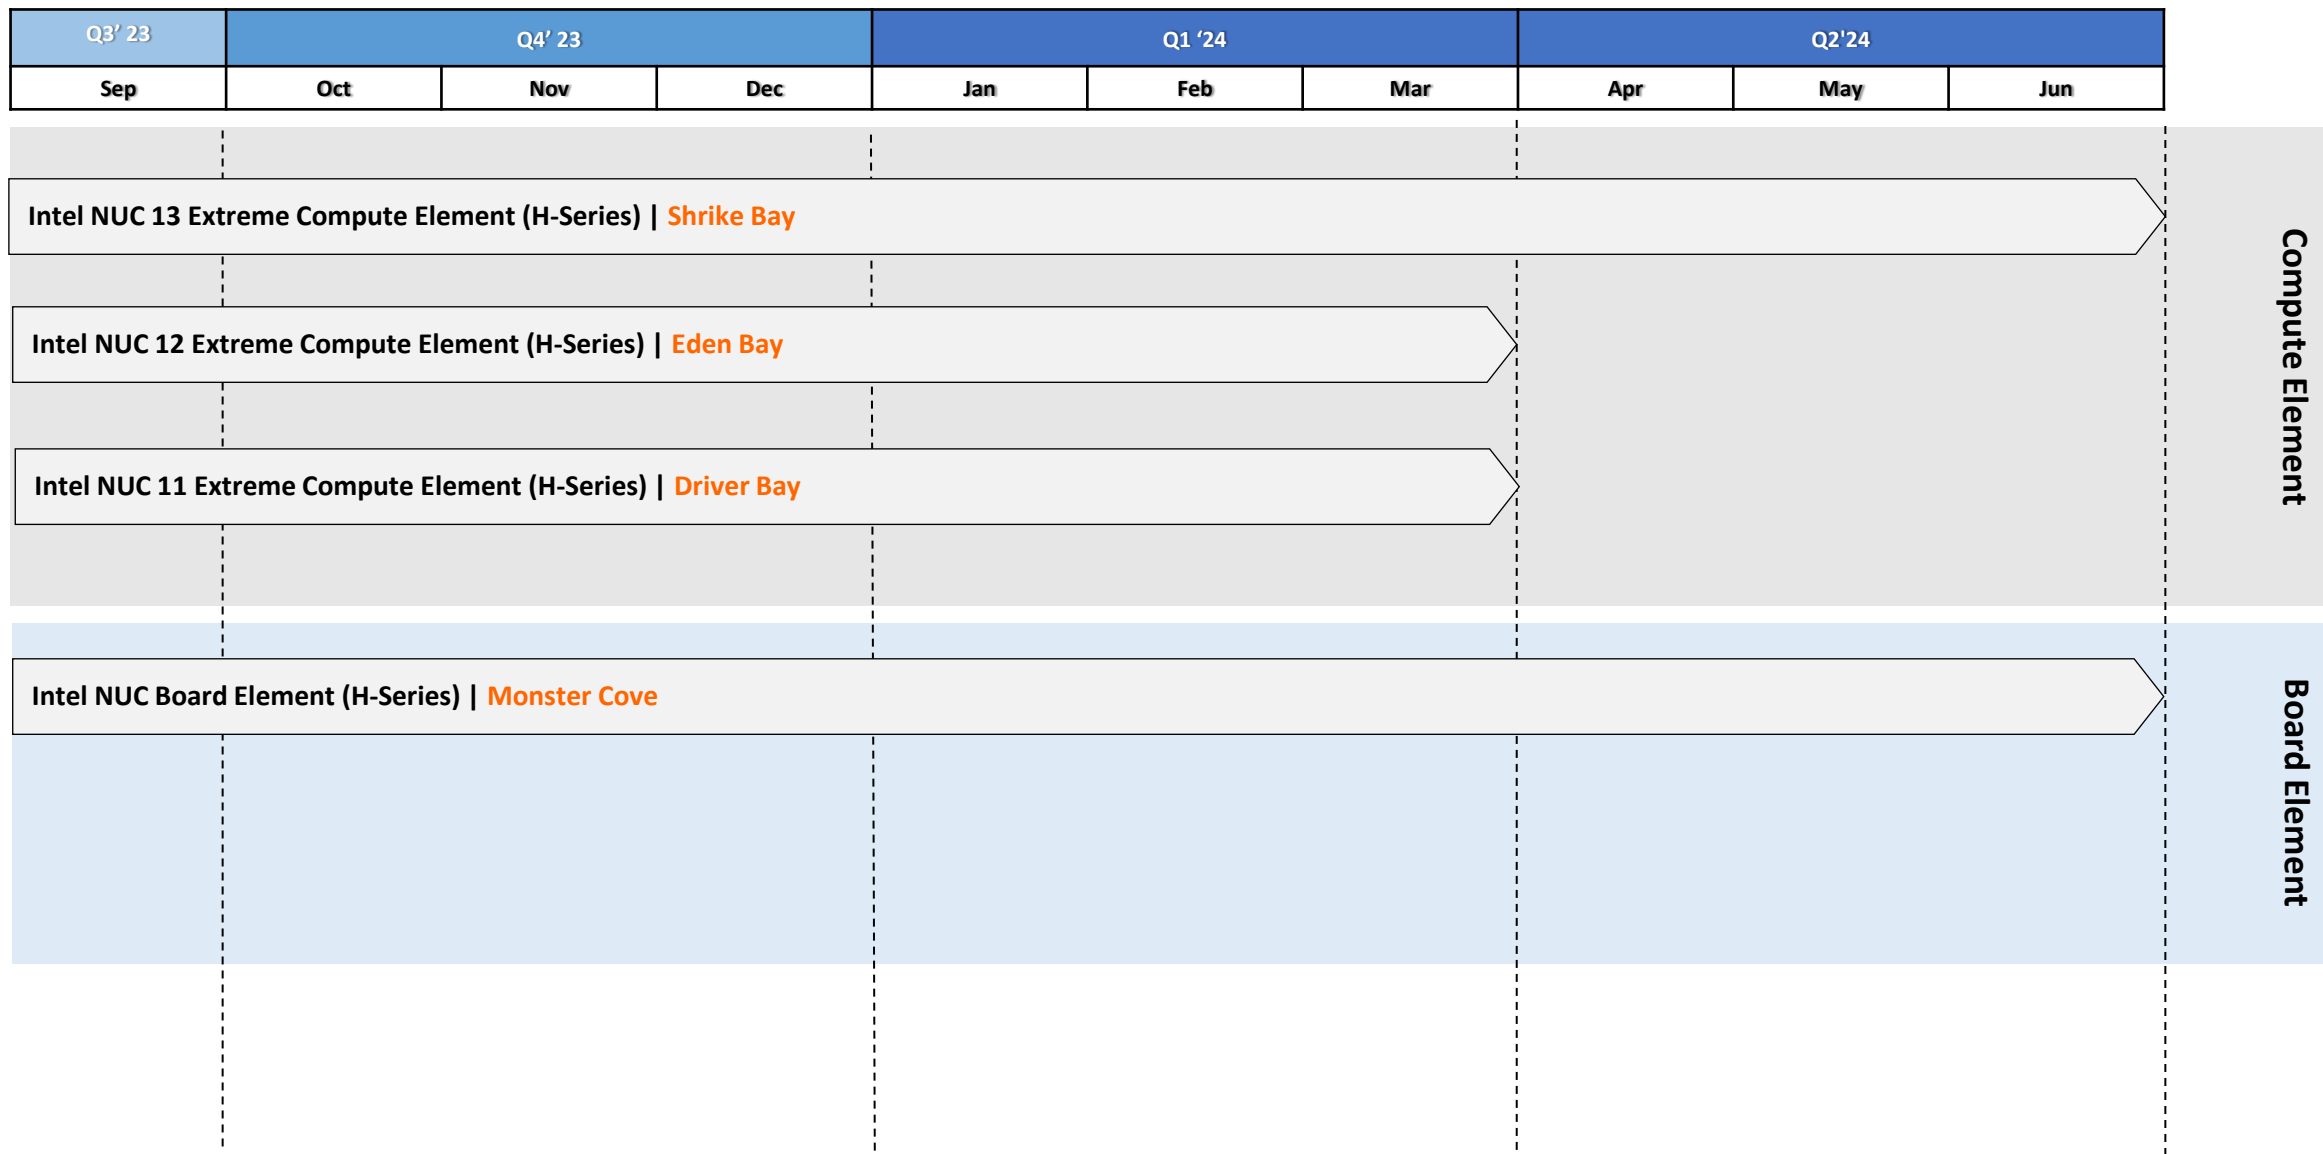 Q3’ 23 Q4’ 23 Q1 ‘24 Q2'24
Sep Oct Nov Dec Jan Feb Mar Apr May Jun
Intel NUC 13 Extreme Compute Element (H-Series) | Shrike Bay
Intel NUC 12 Extreme Compute Element (H-Series) | Eden Bay
Intel NUC 11 Extreme Compute Element (H-Series) | Driver Bay
Compute Element
Intel NUC Board Element (H-Series) | Monster Cove
Board Element